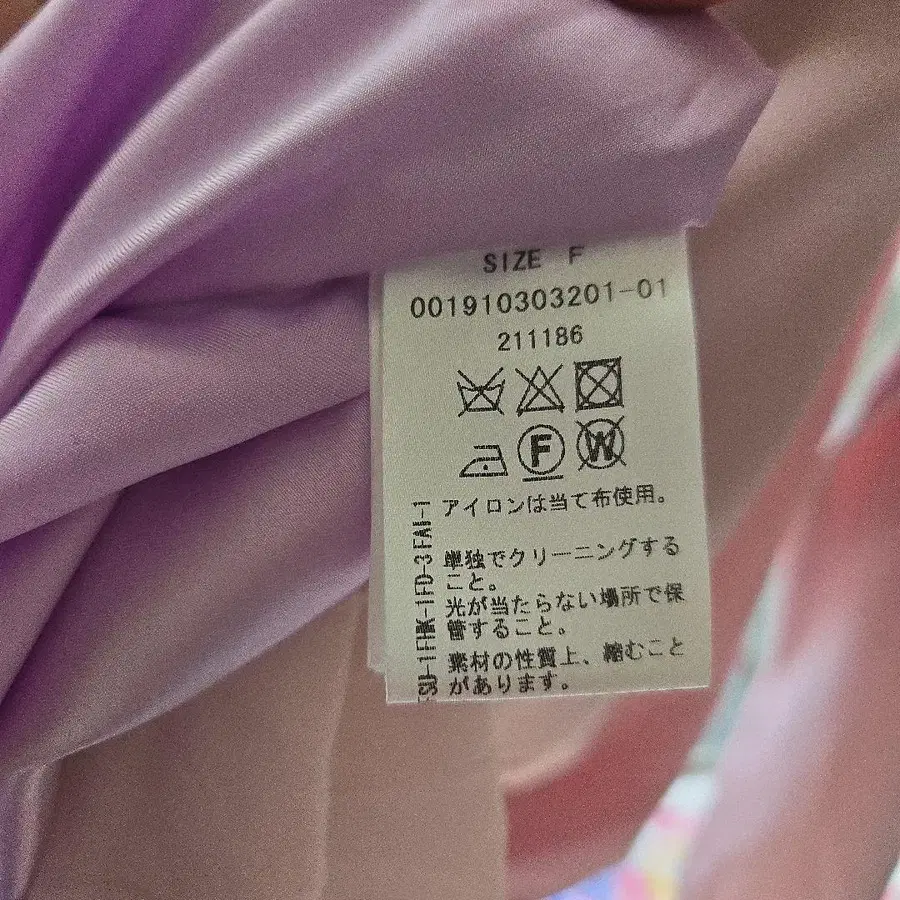 SIZE F
001910303201-01
211186
F W
アイロンは当て布使用。
単独でクリーニングする
こと。
光が当たらない場所で保
管すること。
素材の性質上、縮むこと
があります。